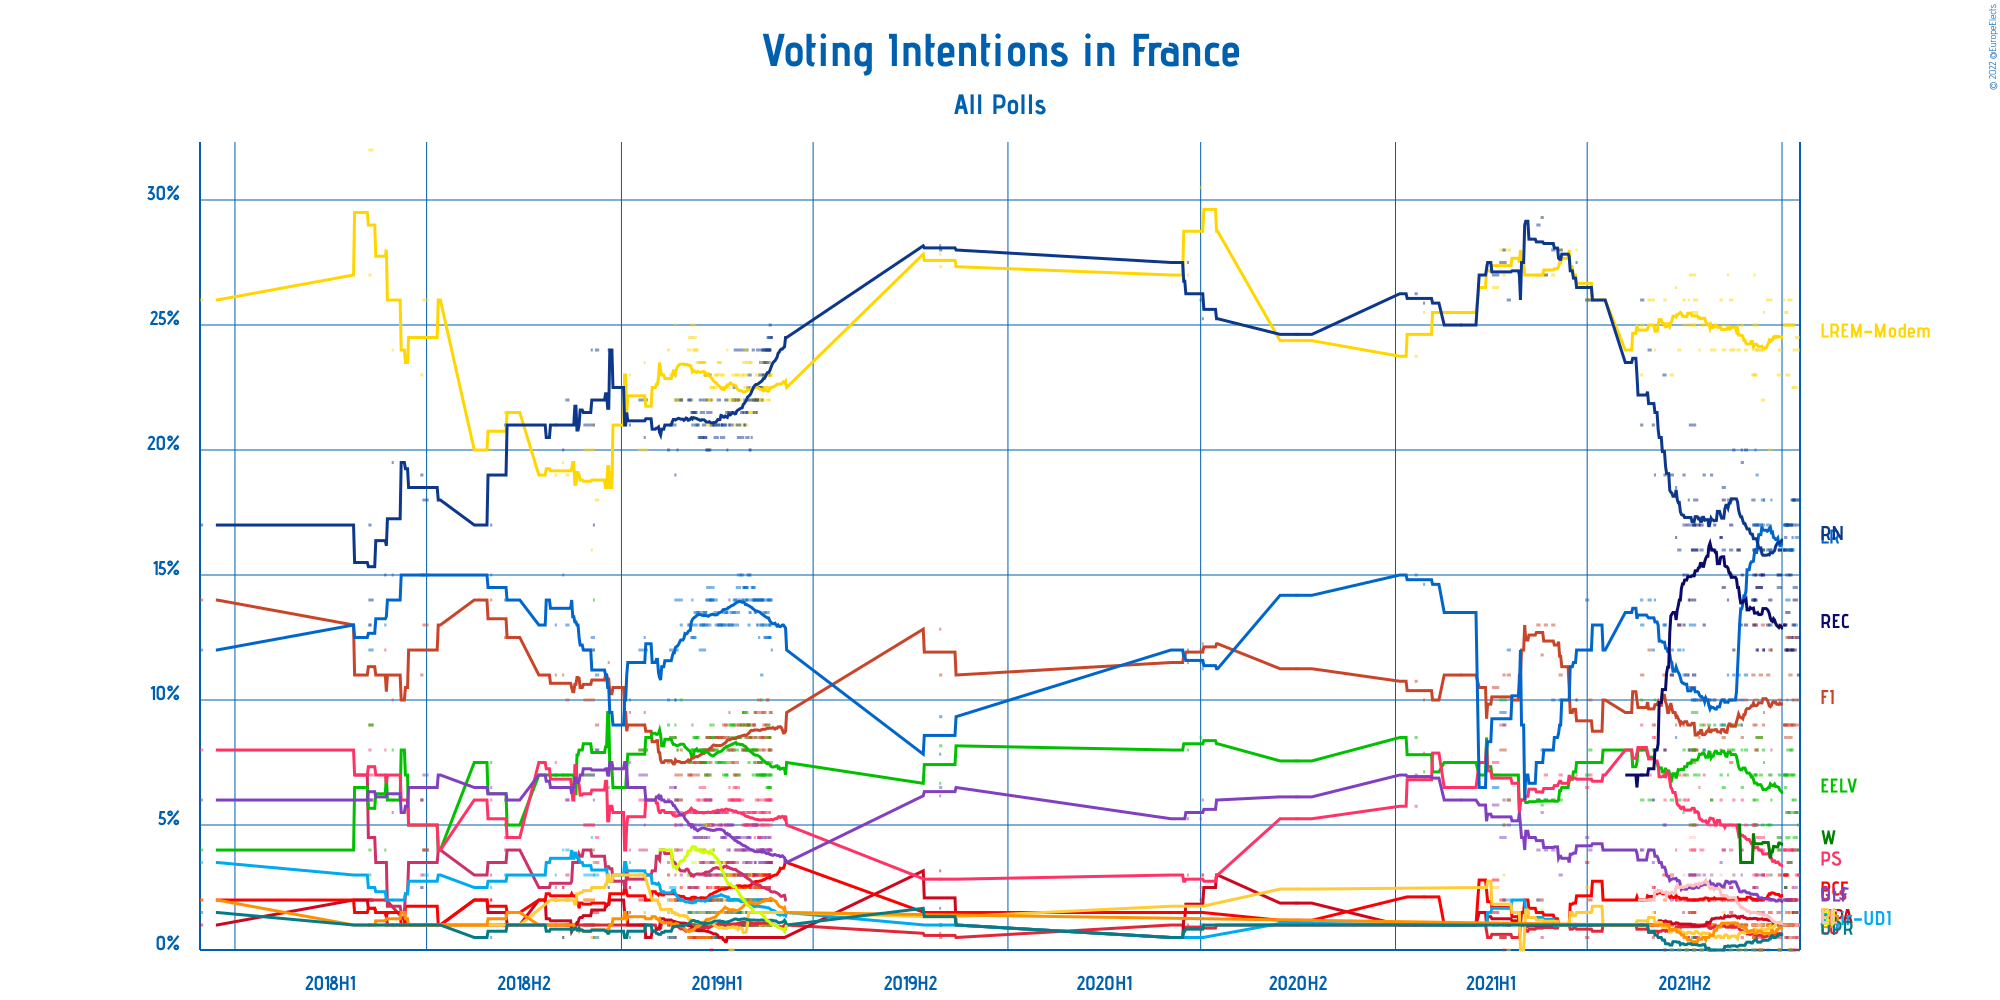 © 2022 @EuropeElects
Voting Intentions in France
All Polls
30%
25%
20%
15%
10%
5%
0%
LREM-Modem
RN
REC
FI
EELV
W
PS
2018H1
2018H2
2019H1
2019H2
2020H1
2020H2
2021H1
2021H2